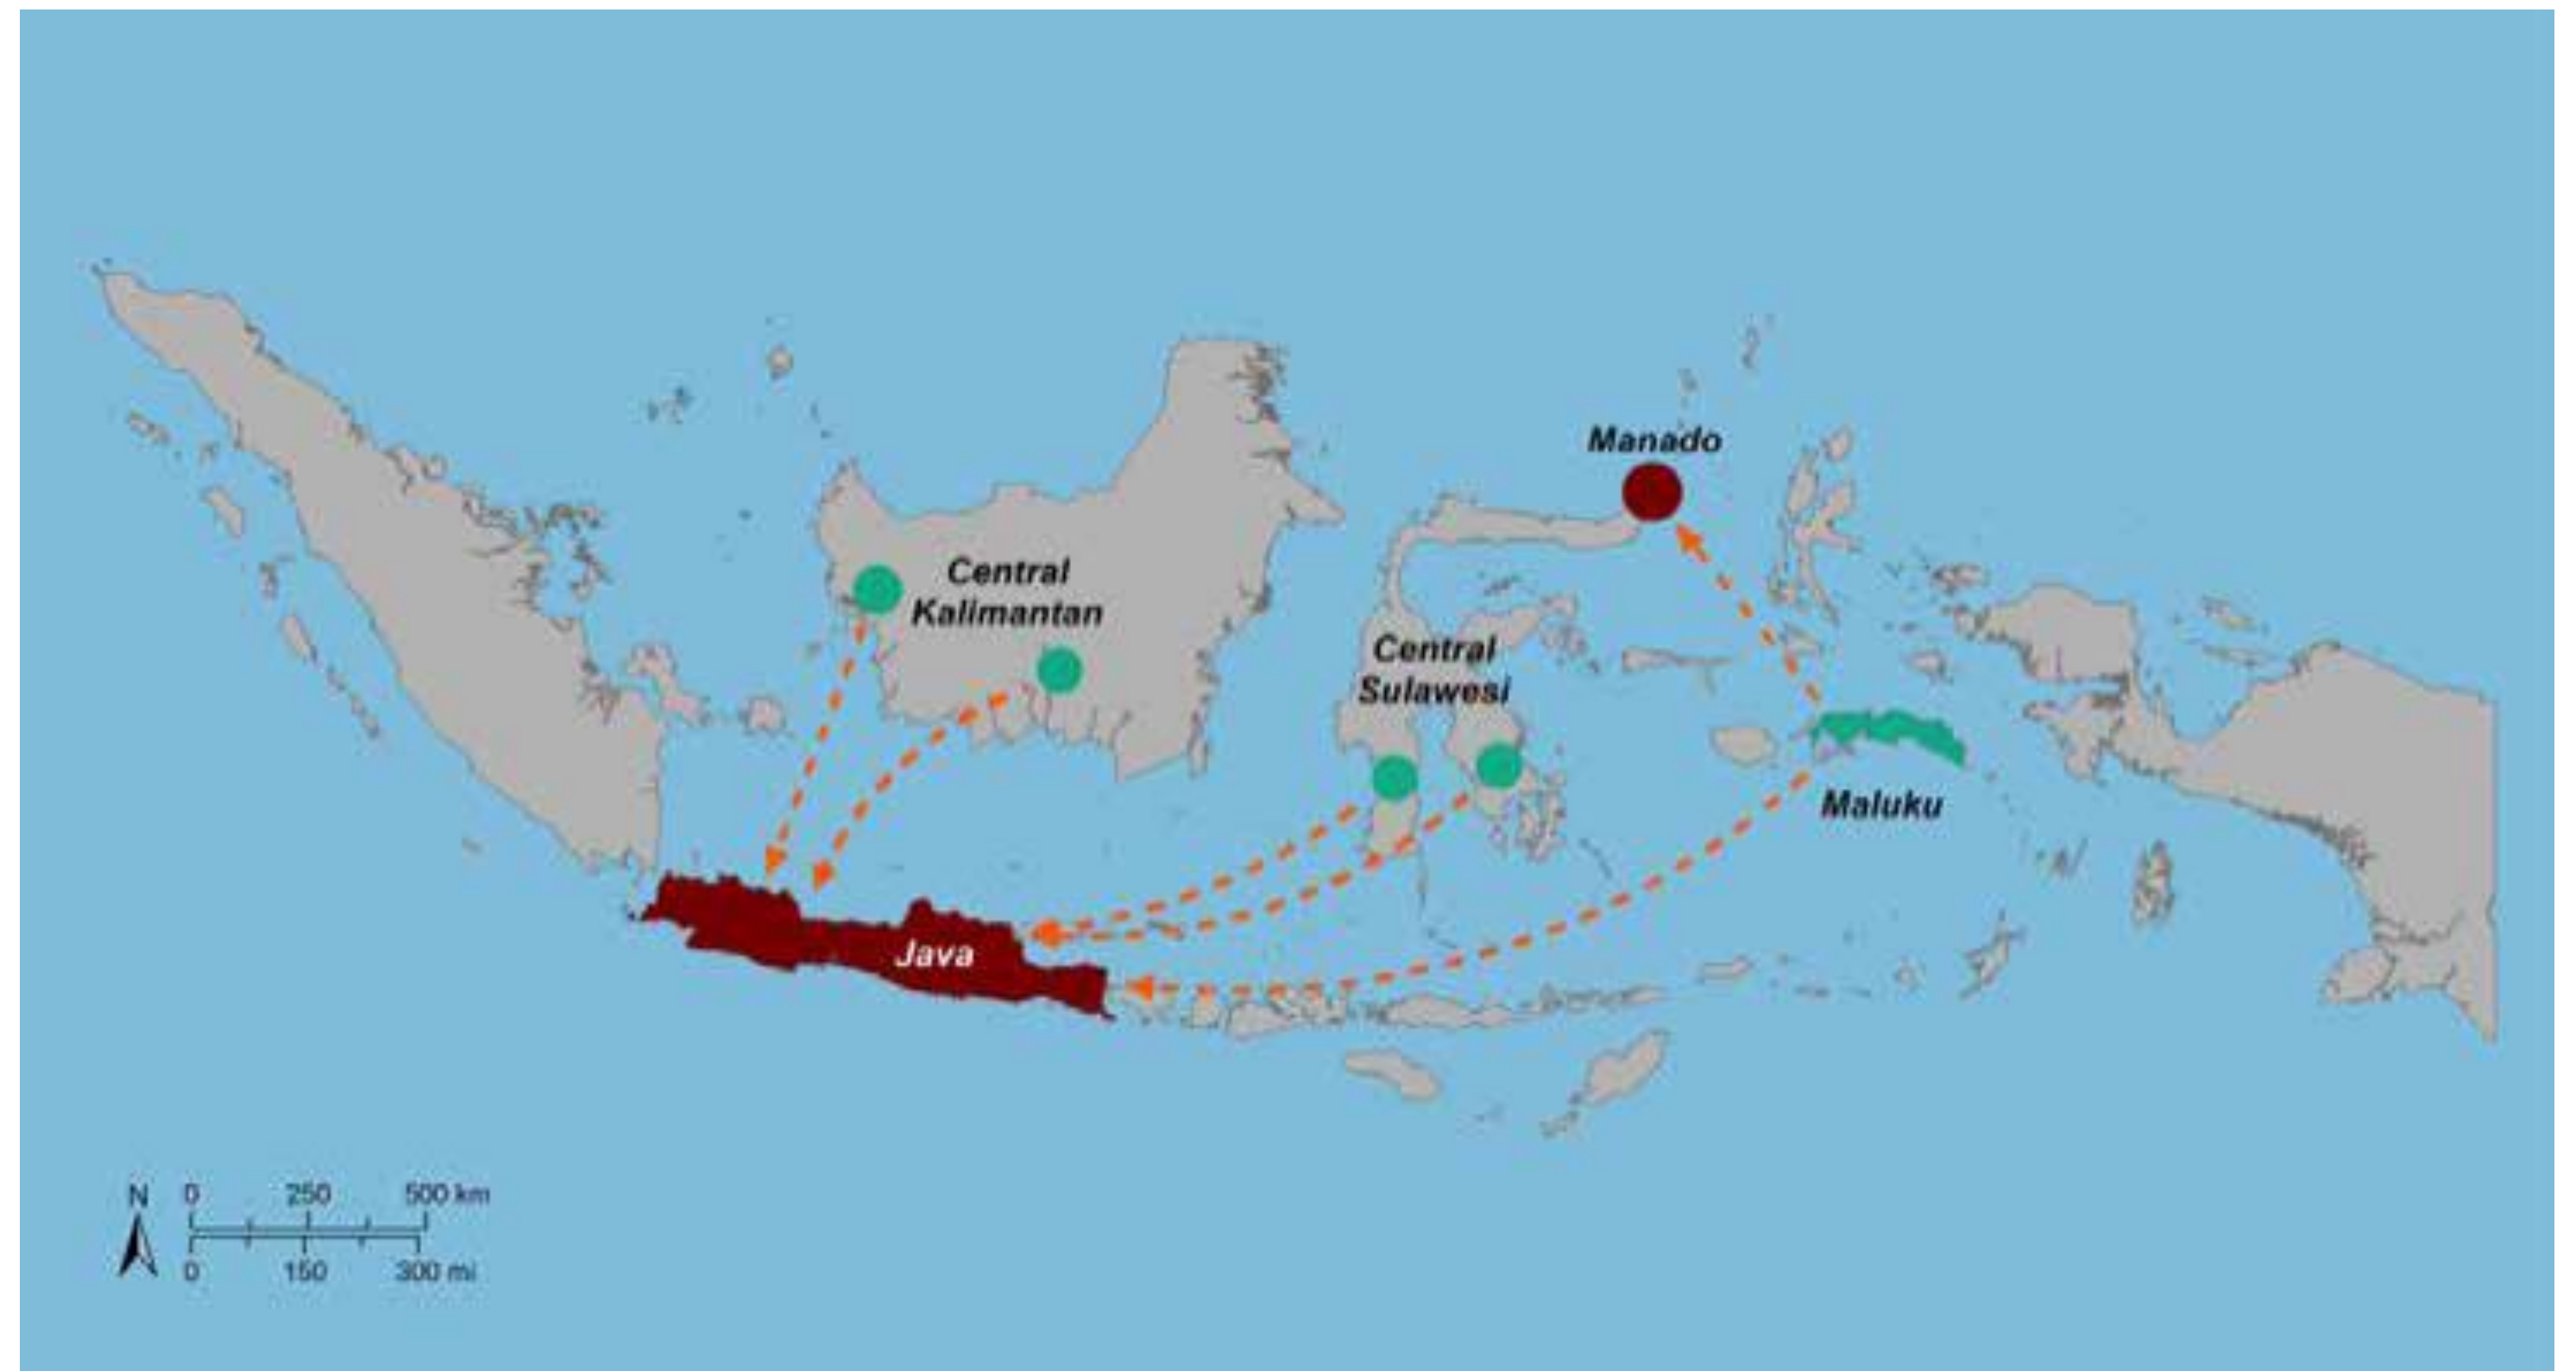 Manado
Central
Kalimantan
Central
Sulawesi
Maluku
Java
N 0 250 500 km
0 150 300 mi